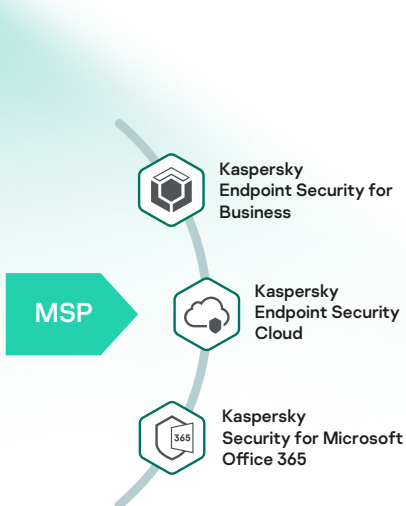 Kaspersky
Endpoint Security for
Business
MSP
Kaspersky
Endpoint Security
Cloud
365
Kaspersky
Security for Microsoft
Office 365